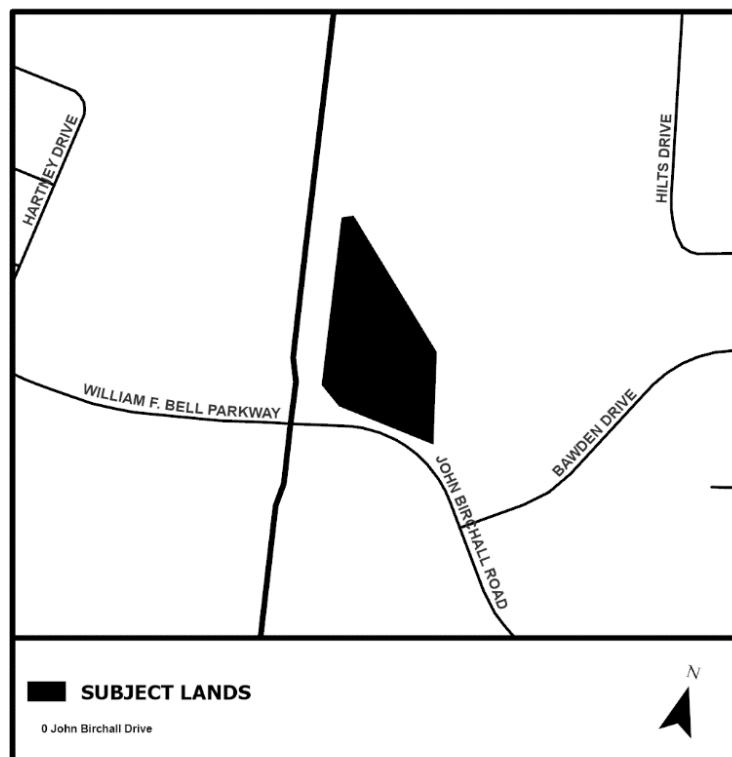 HARTNEY DRIVE
HILTS DRIVE
WILLIAM F. BELL PARKWAY
BAWDEN DRIVE
JOHN BIRCHALL ROAD
SUBJECT LANDS
N
0 John Birchall Drive